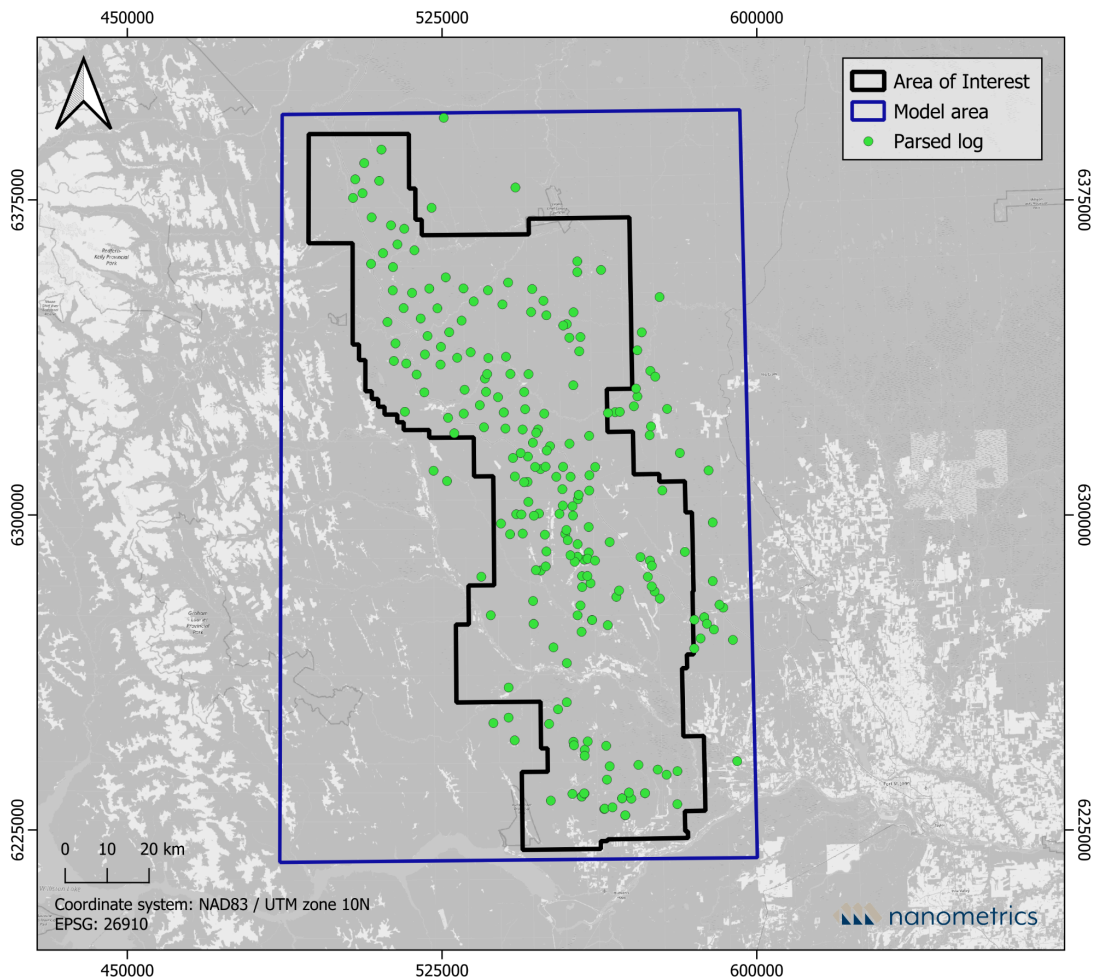 450000
525000
600000
Area of Interest
Model area
Parsed log
6375000
6375000
6300000
6300000
6225000
6225000
0 10 20 km
Coordinate system: NAD83 / UTM zone 10N
EPSG: 26910
nanometrics
450000
525000
600000